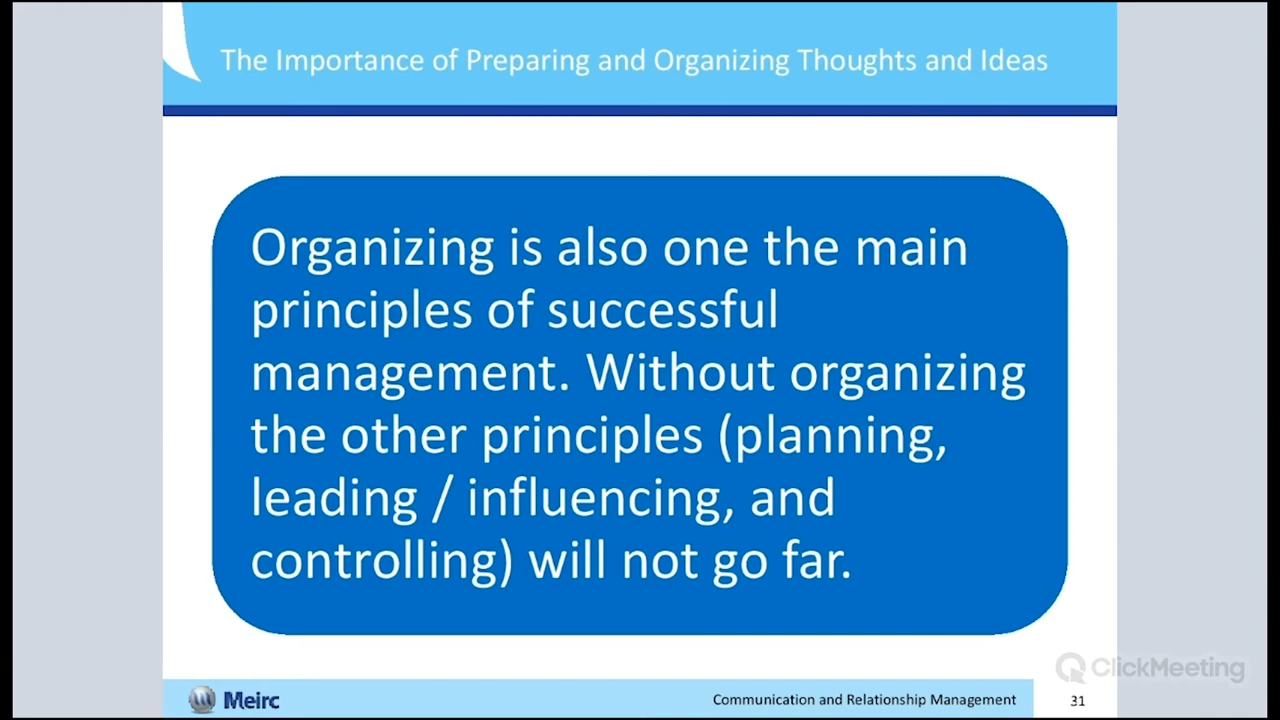 The Importance of Preparing and Organizing Thoughts and Ideas
Organizing is also one the main
principles of successful
management. Without organizing
the other principles (planning,
leading / influencing, and
controlling) will not go far.
ClickMeeting
Meirc
Communication and Relationship Management
31